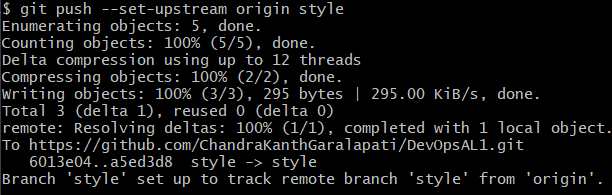 $ git push --set-upstream origin style
Enumerating objects: 5, done.
Counting objects: 100% (5/5), done.
Delta compression using up to 12 threads
Compressing objects: 100% (2/2), done.
Writing objects: 100% (3/3), 295 bytes | 295.00 KiB/s, done.
Total 3 (delta 1), reused 0 (delta 0)
remote: Resolving deltas: 100% (1/1), completed with 1 local object.
To https://github.com/ChandraKanthGaralapati/DevOpsAL1.git
   6013e04..a5ed3d8  style -> style
Branch 'style' set up to track remote branch 'style' from 'origin'.